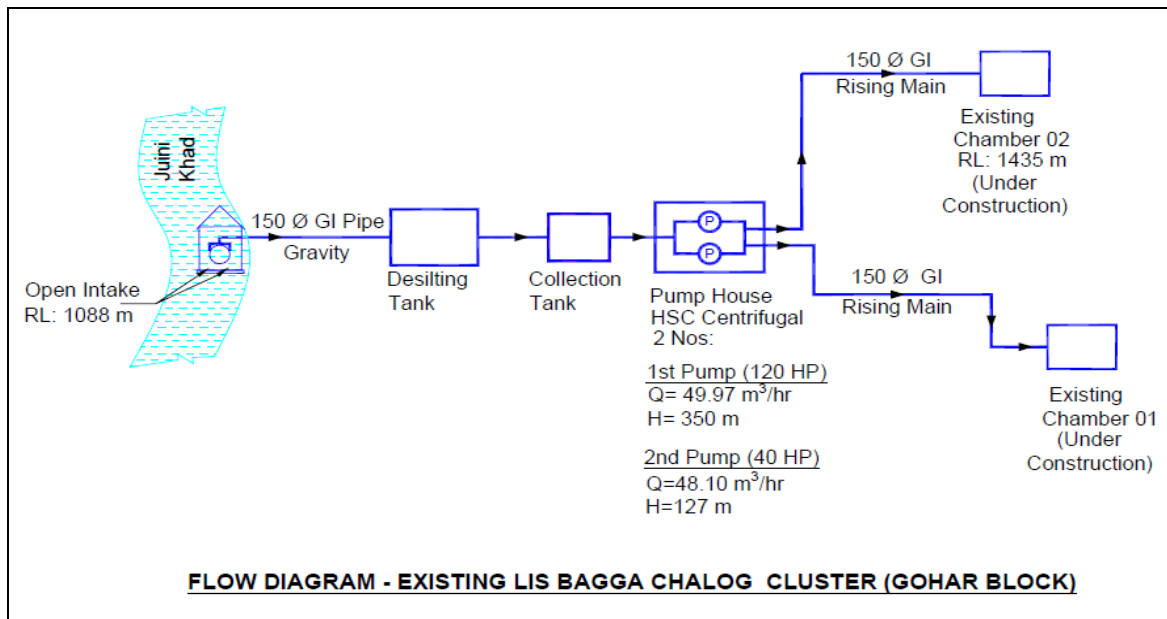 Juini
Khad
Open Intake
RL: 1088 m
150 Ø GI Pipe
Gravity
Desilting
Tank
Collection
Tank
P
P
Pump House
HSC Centrifugal
2 Nos:
1st Pump (120 HP)
Q= 49.97 m³/hr
H= 350 m
2nd Pump (40 HP)
Q=48.10 m³/hr
H=127 m
150 Ø GI
Rising Main
Existing
Chamber 02
RL: 1435 m
(Under
Construction)
150 Ø GI
Rising Main
Existing
Chamber 01
(Under
Construction)
FLOW DIAGRAM - EXISTING LIS BAGGA CHALOG CLUSTER (GOHAR BLOCK)